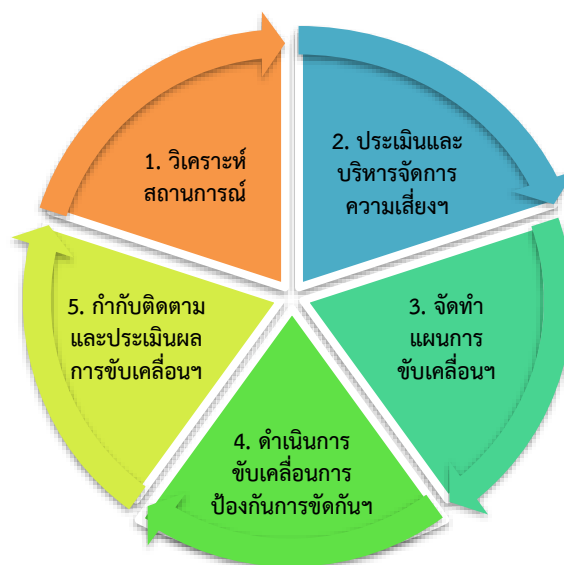 1. วิเคราะห์
สถานการณ์
2. ประเมินและ
บริหารจัดการ
ความเสี่ยงฯ
3. จัดทำ
แผนการ
ขับเคลื่อนฯ
4. ดำเนินการ
ขับเคลื่อนการ
ป้องกันการขัดกันฯ
5. กำกับติดตาม
และประเมินผล
การขับเคลื่อนฯ